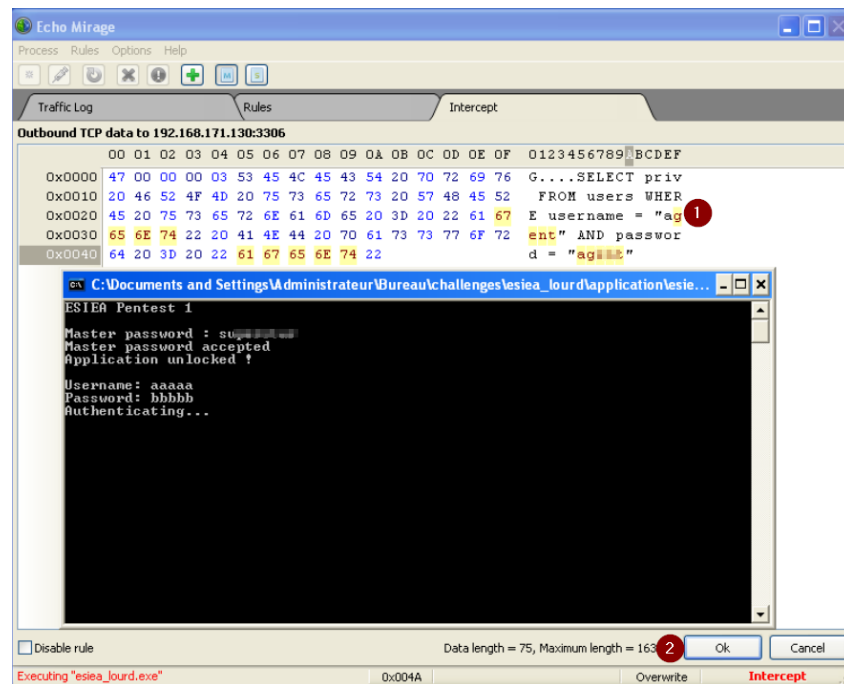 Echo Mirage
Process Rules Options Help
M S
Traffic Log Rules Intercept
Outbound TCP data to 192.168.171.130:3306
00 01 02 03 04 05 06 07 08 09 0A 0B 0C 0D 0E 0F 0123456789ABCDEF
0x0000 47 00 00 00 03 53 45 4C 45 43 54 20 70 72 69 76 G....SELECT priv
0x0010 20 46 52 4F 4D 20 75 73 65 72 73 20 57 48 45 52 FROM users WHER
0x0020 45 20 75 73 65 72 6E 61 6D 65 20 3D 20 22 61 67 E username = "ag
1
0x0030 65 6E 74 22 20 41 4E 44 20 70 61 73 73 77 6F 72 ent" AND passwor
0x0040 64 20 3D 20 22 61 67 65 6E 74 22 d = "ag
C:\Documents and Settings\Administrateur\Bureau\challenges\esiea_lourd\application\esie...
ESIEA Pentest 1
Master password :
Master password accepted
Application unlocked !
Username: aaaaa
Password: bbbbb
Authenticating...
Disable rule Data length = 75, Maximum length = 163 2 Ok Cancel
Executing "esiea_lourd.exe" 0x004A Overwrite Intercept